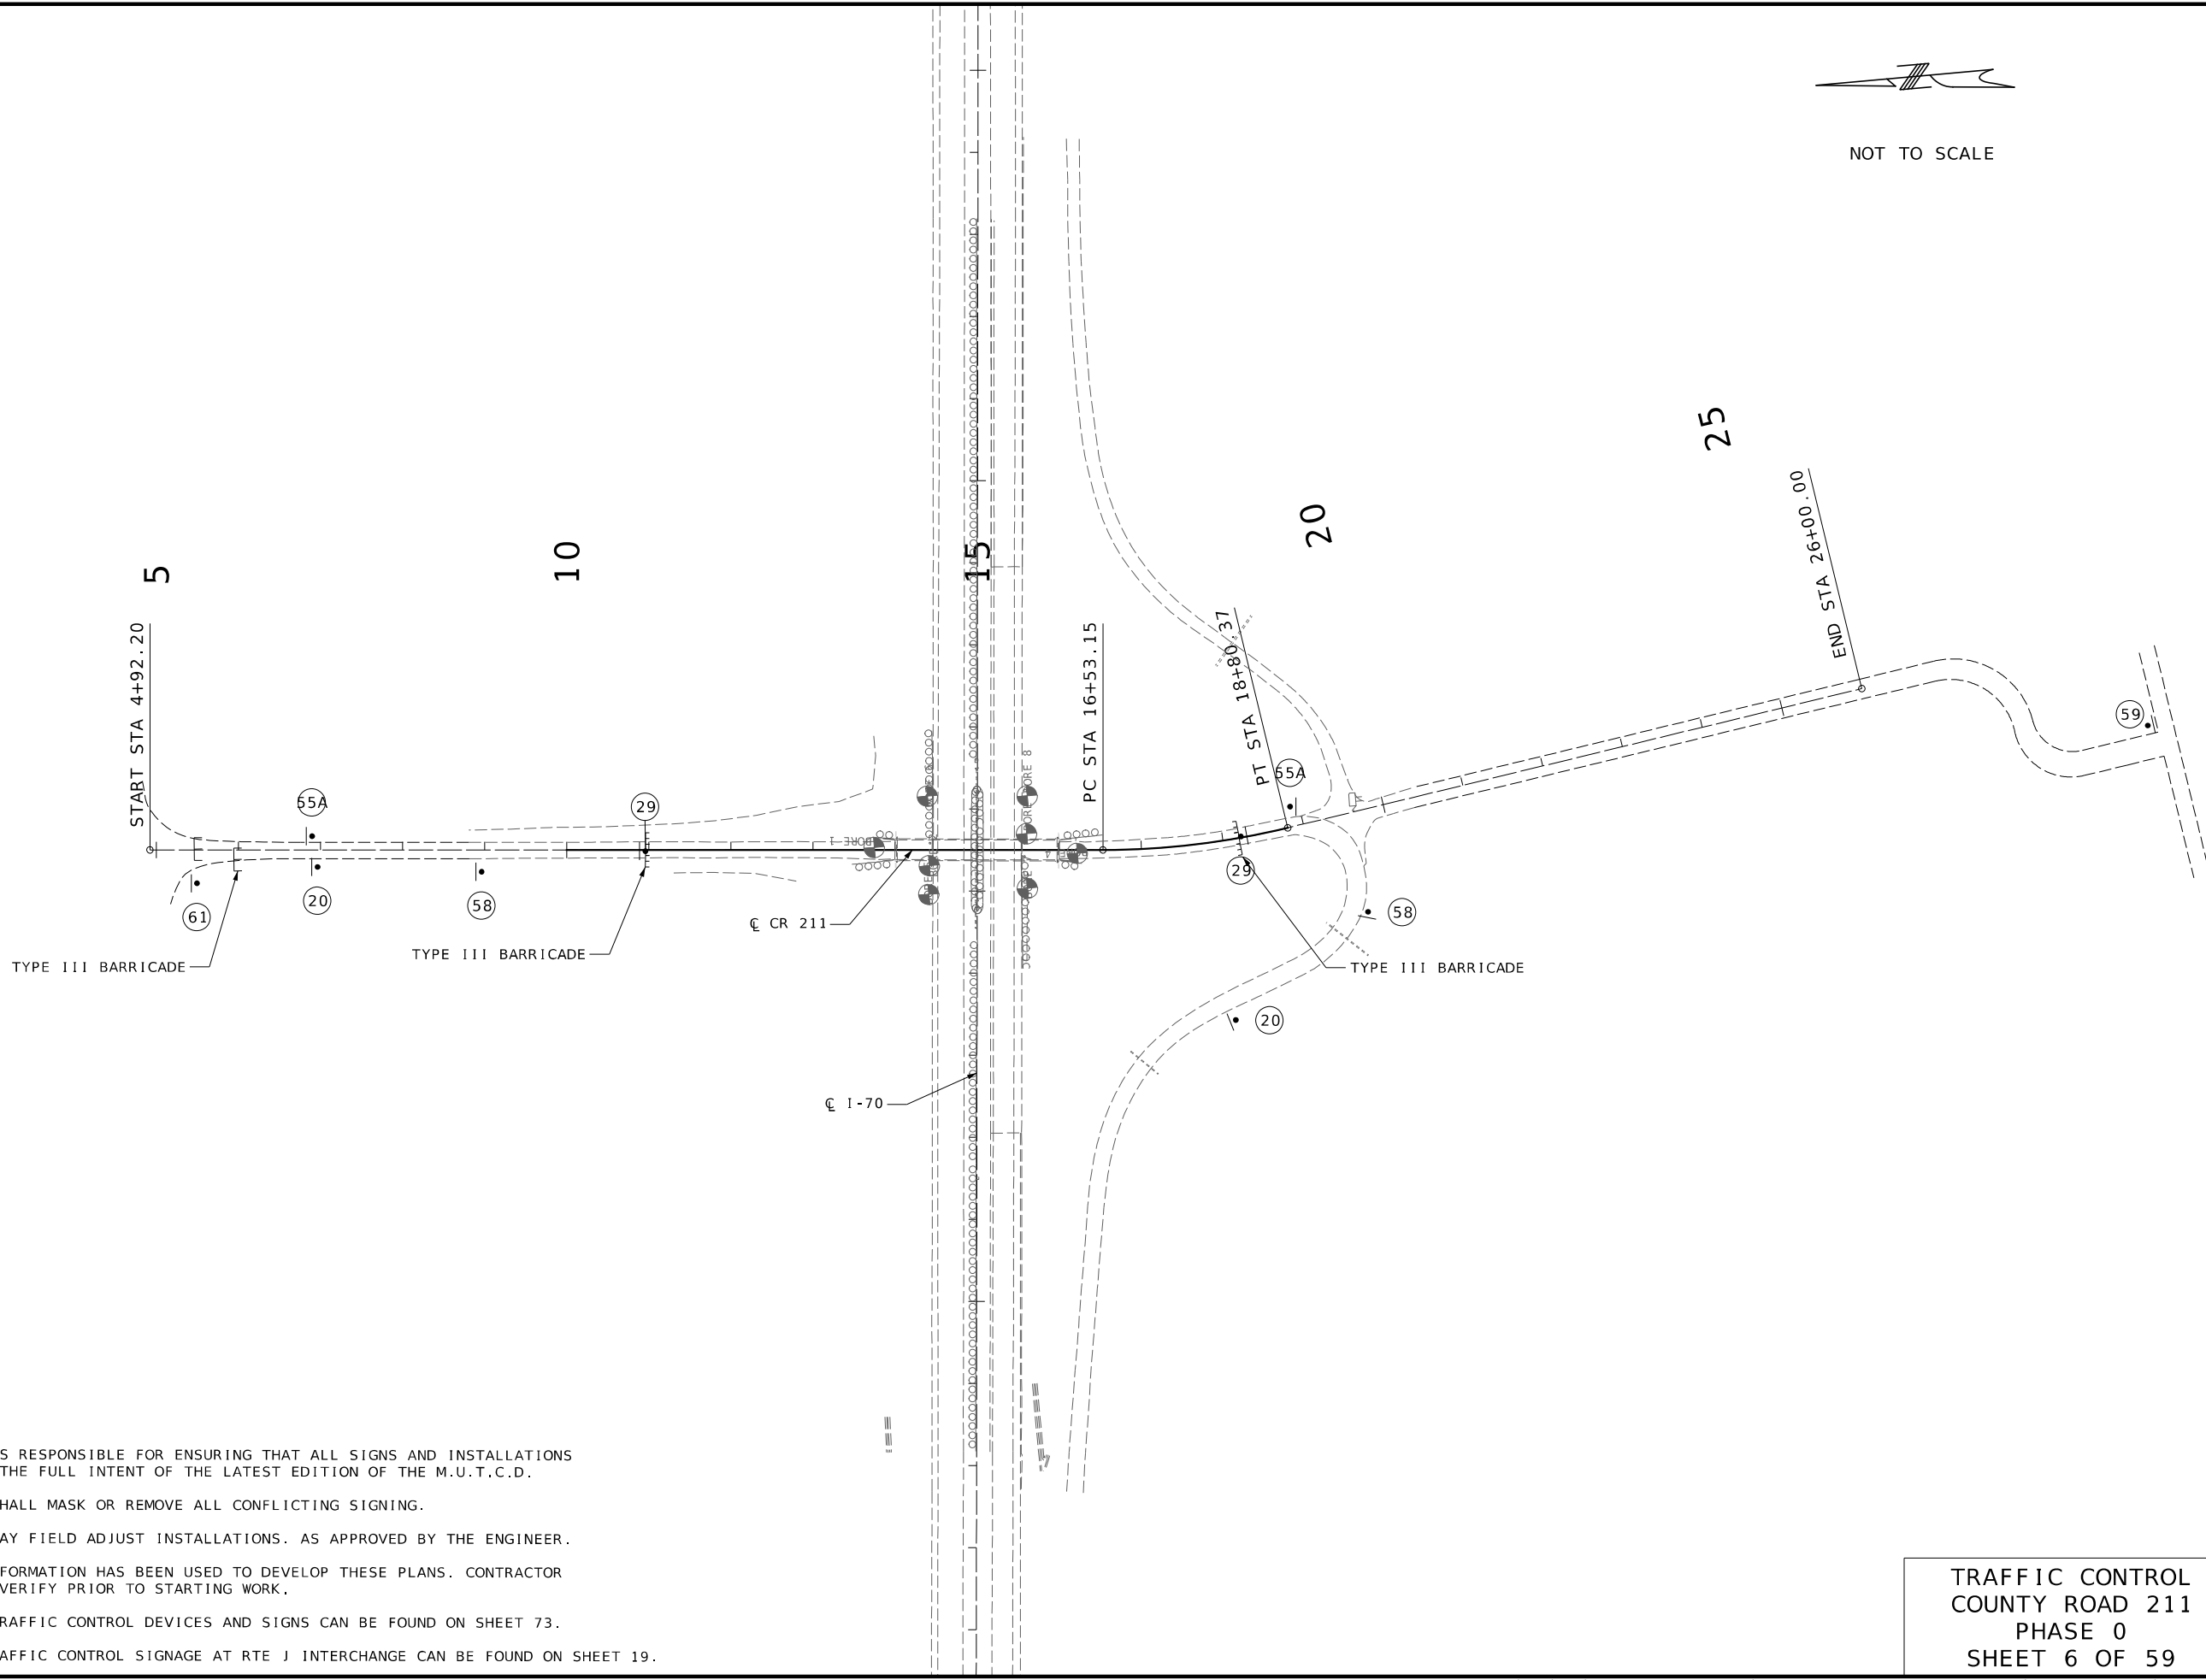 NOT TO SCALE
25
END STA 26+00.00
20
15
10
5
START STA 4+92.20
PC STA 16+53.15
PT STA 18+80.37
59
55A
55A
29
29
61
20
58
58
20
℄ CR 211
TYPE III BARRICADE
TYPE III BARRICADE
TYPE III BARRICADE
℄ I-70
S RESPONSIBLE FOR ENSURING THAT ALL SIGNS AND INSTALLATIONS
THE FULL INTENT OF THE LATEST EDITION OF THE M.U.T.C.D.
HALL MASK OR REMOVE ALL CONFLICTING SIGNING.
AY FIELD ADJUST INSTALLATIONS. AS APPROVED BY THE ENGINEER.
FORMATION HAS BEEN USED TO DEVELOP THESE PLANS. CONTRACTOR
VERIFY PRIOR TO STARTING WORK.
RAFFIC CONTROL DEVICES AND SIGNS CAN BE FOUND ON SHEET 73.
AFFIC CONTROL SIGNAGE AT RTE J INTERCHANGE CAN BE FOUND ON SHEET 19.
TRAFFIC CONTROL
COUNTY ROAD 211
PHASE 0
SHEET 6 OF 59